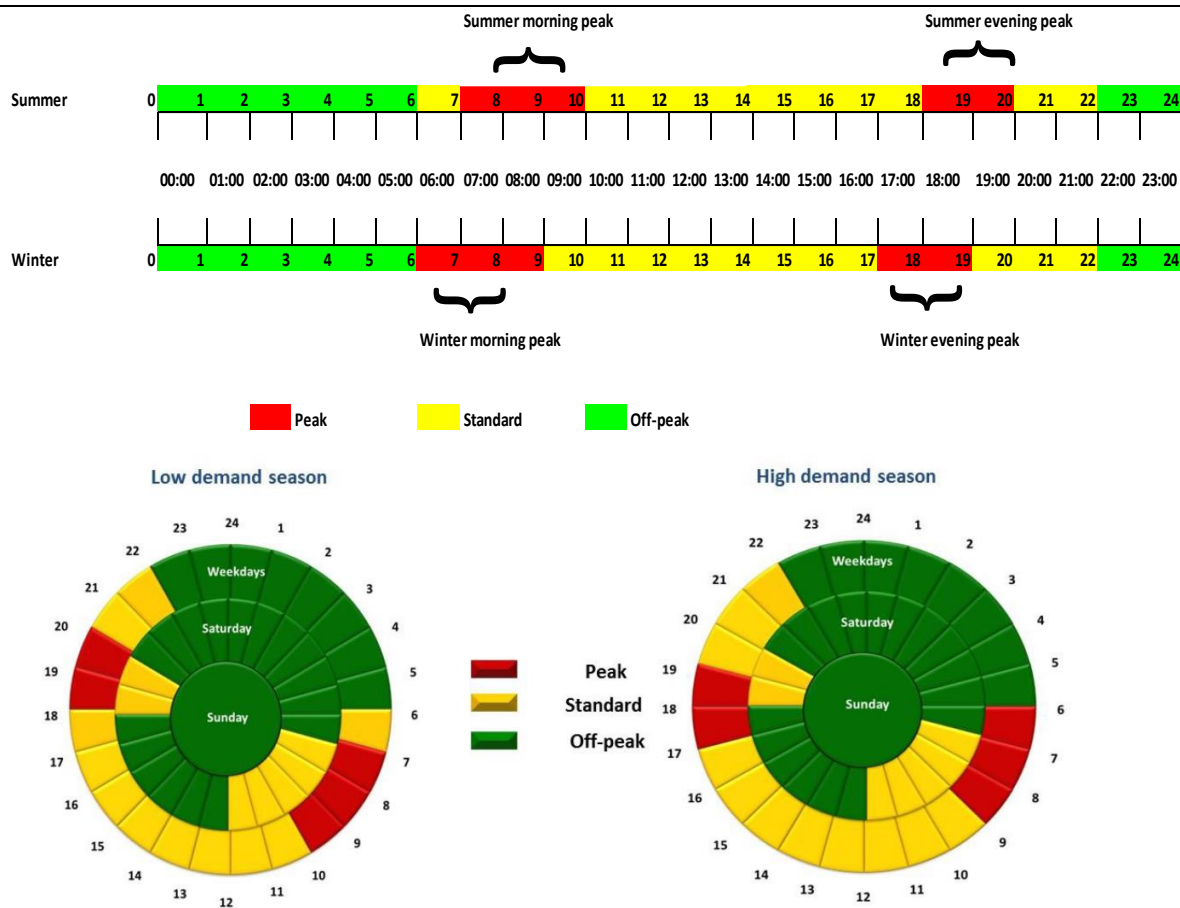 Summer morning peak Summer evening peak
Summer 0 1 2 3 4 5 6 7 8 9 10 11 12 13 14 15 16 17 18 19 20 21 22 23 24
00:00 01:00 02:00 03:00 04:00 05:00 06:00 07:00 08:00 09:00 10:00 11:00 12:00 13:00 14:00 15:00 16:00 17:00 18:00 19:00 20:00 21:00 22:00 23:00
Winter 0 1 2 3 4 5 6 7 8 9 10 11 12 13 14 15 16 17 18 19 20 21 22 23 24
Winter morning peak Winter evening peak
Peak Standard Off-peak
Low demand season
24 1 2 3 4 5 6 7 8 9 10 11 12 13 14 15 16 17 18 19 20 21 22 23
Weekdays
Saturday
Sunday
Peak
Standard
Off-peak
High demand season
24 1 2 3 4 5 6 7 8 9 10 11 12 13 14 15 16 17 18 19 20 21 22 23
Weekdays
Saturday
Sunday